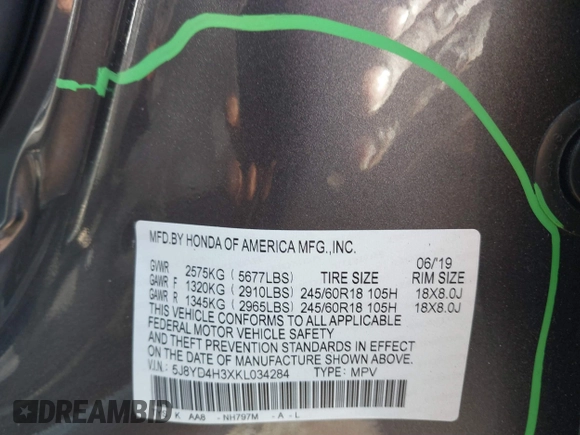 MFD.BY HONDA OF AMERICA MFG.,INC.
06/'19
GVWR 2575KG ( 5677LBS) TIRE SIZE RIM SIZE
GAWR F 1320KG ( 2910LBS) 245/60R18 105H 18X8.0J
GAWR R 1345KG ( 2965LBS) 245/60R18 105H 18X8.0J
THIS VEHICLE CONFORMS TO ALL APPLICABLE
FEDERAL MOTOR VEHICLE SAFETY
AND THEFT PREVENTION STANDARDS IN EFFECT
ON THE DATE OF MANUFACTURE SHOWN ABOVE.
V.I.N.: 5J8YD4H3XKL034284 TYPE: MPV
K AA8 - NH797M - A - L
DREAMBID